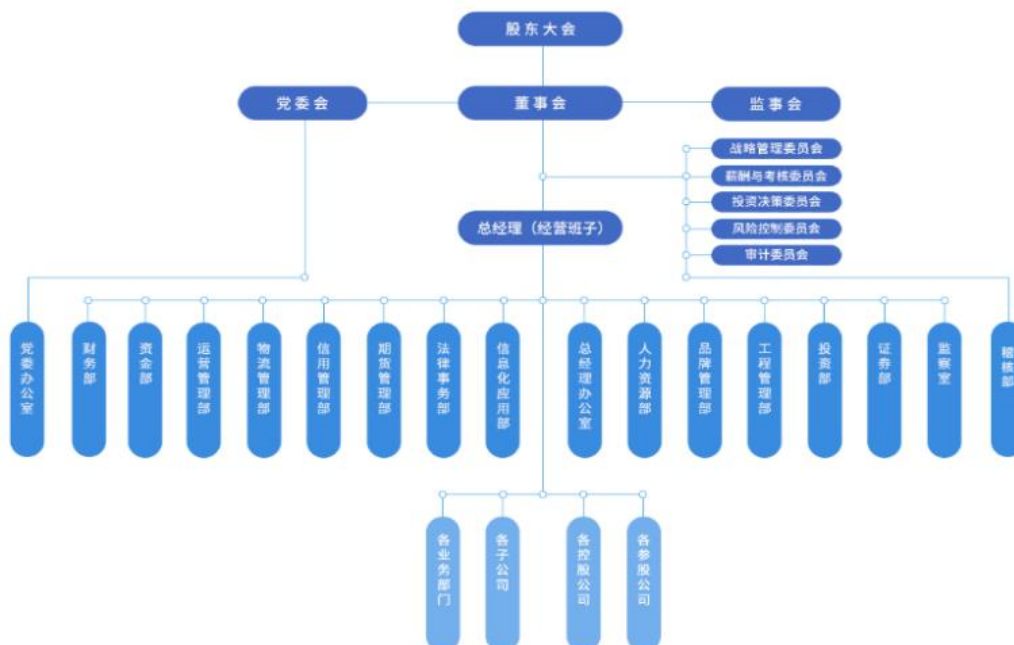 股东大会
党委会
董事会
监事会
战略管理委员会
薪酬与考核委员会
投资决策委员会
风险控制委员会
审计委员会
总经理（经营班子）
党委办公室
财务部
资金部
运营管理部
物流管理部
信用管理部
期货管理部
法律事务部
信息化应用部
总经理办公室
人力资源部
品牌管理部
工程管理部
投资部
证券部
监察室
稽核部
各业务部门
各子公司
各控股公司
各参股公司